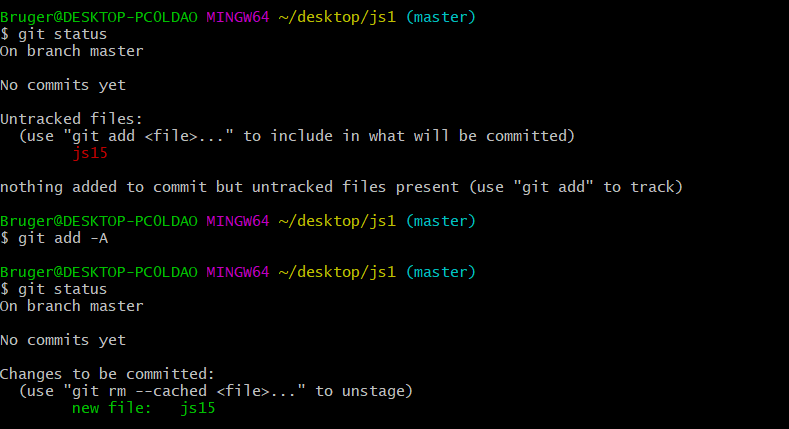 Bruger@DESKTOP-PCOLDAO MINGW64 ~/desktop/js1 (master)
$ git status
On branch master
No commits yet
Untracked files:
(use "git add <file>..." to include in what will be committed)
js15
nothing added to commit but untracked files present (use "git add" to track)
Bruger@DESKTOP-PCOLDAO MINGW64 ~/desktop/js1 (master)
$ git add -A
Bruger@DESKTOP-PCOLDAO MINGW64 ~/desktop/js1 (master)
$ git status
On branch master
No commits yet
Changes to be committed:
(use "git rm --cached <file>..." to unstage)
new file:   js15